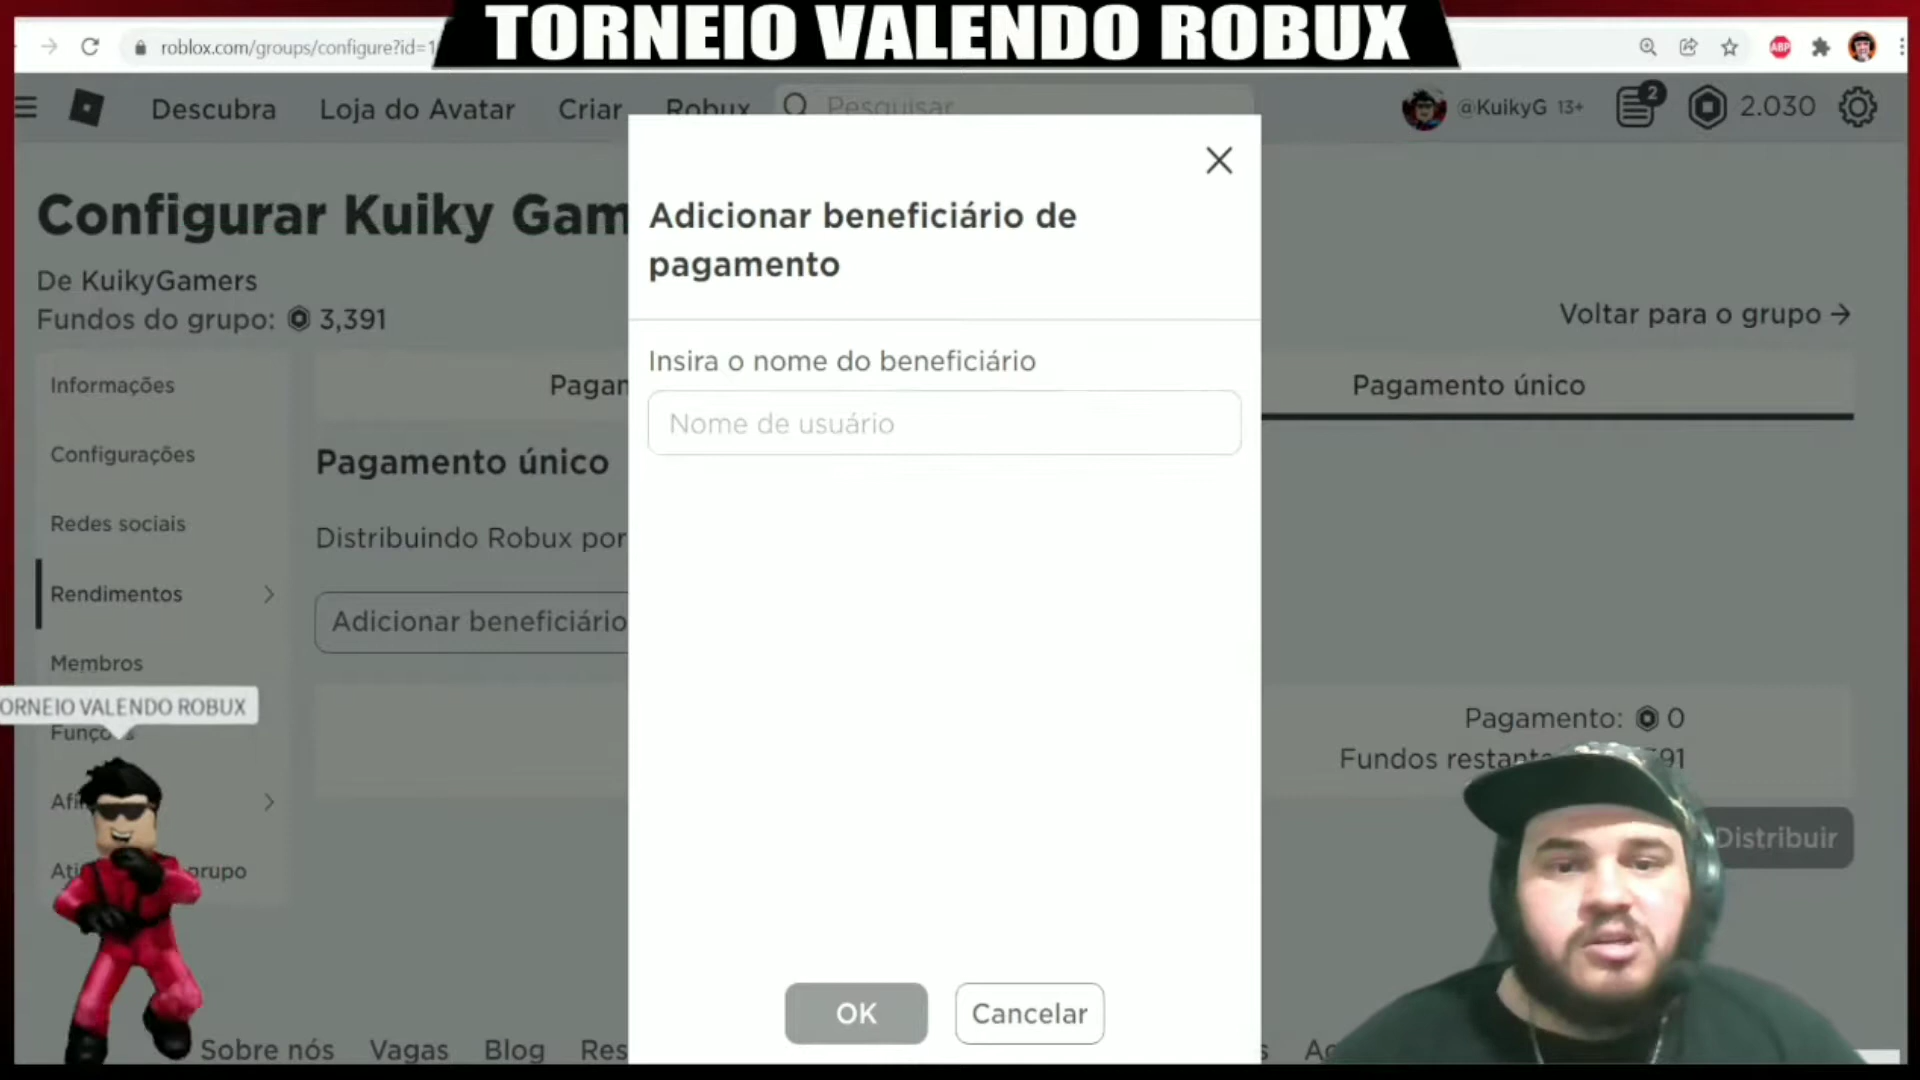 TORNEIO VALENDO ROBUX
roblox.com/groups/configure?id=1
ABP
Descubra
Loja do Avatar
Criar
Robux
Pesquisar
@KuikyG 13+
2
2.030
Configurar Kuiky Gam
De KuikyGamers
Fundos do grupo: 3,391
Voltar para o grupo
Informações
Configurações
Redes sociais
Rendimentos
Membros
Afi
grupo
Pagan
Pagamento único
Pagamento único
Distribuindo Robux por
Adicionar beneficiário
Adicionar beneficiário de
pagamento
Insira o nome do beneficiário
Nome de usuário
OK
Cancelar
Pagamento: 0
Fundos restant 91
Distribuir
ORNEIO VALENDO ROBUX
Sobre nós
Vagas
Blog
Res